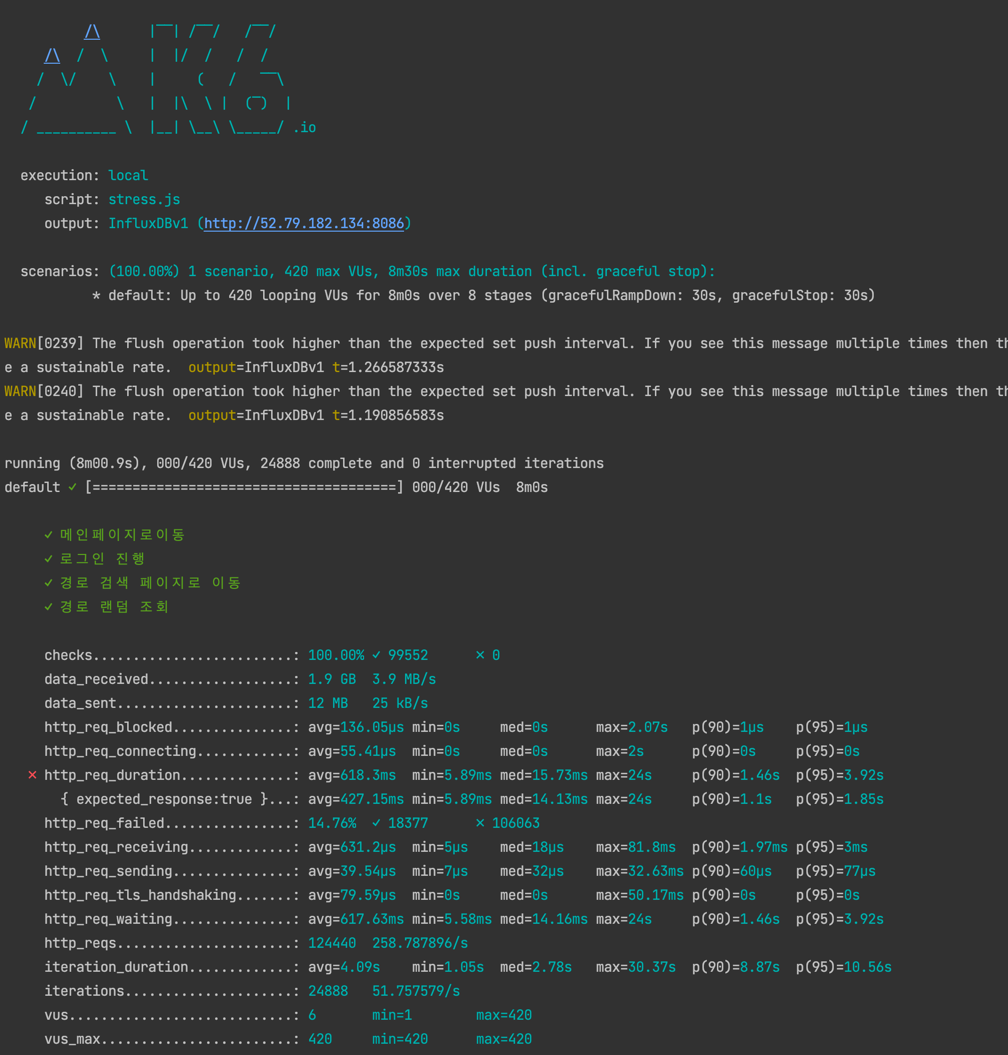 /\      |‾‾| /‾‾/   /‾‾/
/\  /  \     |  |/  /   /  /
/  \/    \    |     (   /   ‾‾\
/          \   |  |\  \ |  (‾)  |
/ __________ \  |__| \__\ \_____/ .io
execution: local
script: stress.js
output: InfluxDBv1 (http://52.79.182.134:8086)
scenarios: (100.00%) 1 scenario, 420 max VUs, 8m30s max duration (incl. graceful stop):
* default: Up to 420 looping VUs for 8m0s over 8 stages (gracefulRampDown: 30s, gracefulStop: 30s)
WARN[0239] The flush operation took higher than the expected set push interval. If you see this message multiple times then th
e a sustainable rate.  output=InfluxDBv1 t=1.266587333s
WARN[0240] The flush operation took higher than the expected set push interval. If you see this message multiple times then th
e a sustainable rate.  output=InfluxDBv1 t=1.190856583s
running (8m00.9s), 000/420 VUs, 24888 complete and 0 interrupted iterations
default ✓ [======================================] 000/420 VUs  8m0s
✓ 메인페이지로이동
✓ 로그인 진행
✓ 경로 검색 페이지로 이동
✓ 경로 랜덤 조회
checks.........................: 100.00% ✓ 99552      ✗ 0
data_received..................: 1.9 GB  3.9 MB/s
data_sent......................: 12 MB   25 kB/s
http_req_blocked...............: avg=136.05µs min=0s     med=0s      max=2.07s   p(90)=1µs    p(95)=1µs
http_req_connecting............: avg=55.41µs  min=0s     med=0s      max=2s      p(90)=0s     p(95)=0s
✗ http_req_duration..............: avg=618.3ms  min=5.89ms med=15.73ms max=24s     p(90)=1.46s  p(95)=3.92s
{ expected_response:true }...: avg=427.15ms min=5.89ms med=14.13ms max=24s     p(90)=1.1s   p(95)=1.85s
http_req_failed................: 14.76%  ✓ 18377      ✗ 106063
http_req_receiving.............: avg=631.2µs  min=5µs    med=18µs    max=81.8ms  p(90)=1.97ms p(95)=3ms
http_req_sending...............: avg=39.54µs  min=7µs    med=32µs    max=32.63ms p(90)=60µs   p(95)=77µs
http_req_tls_handshaking.......: avg=79.59µs  min=0s     med=0s      max=50.17ms p(90)=0s     p(95)=0s
http_req_waiting...............: avg=617.63ms min=5.58ms med=14.16ms max=24s     p(90)=1.46s  p(95)=3.92s
http_reqs......................: 124440  258.787896/s
iteration_duration.............: avg=4.09s    min=1.05s  med=2.78s   max=30.37s  p(90)=8.87s  p(95)=10.56s
iterations.....................: 24888   51.757579/s
vus............................: 6       min=1        max=420
vus_max........................: 420     min=420      max=420